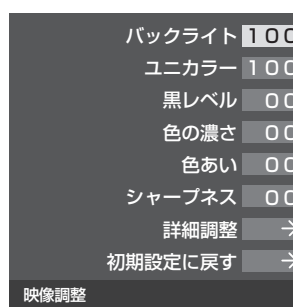 バックライト 100
ユニカラー 100
黒レベル 00
色の濃さ 00
色あい 00
シャープネス 00
詳細調整 →
初期設定に戻す →
映像調整